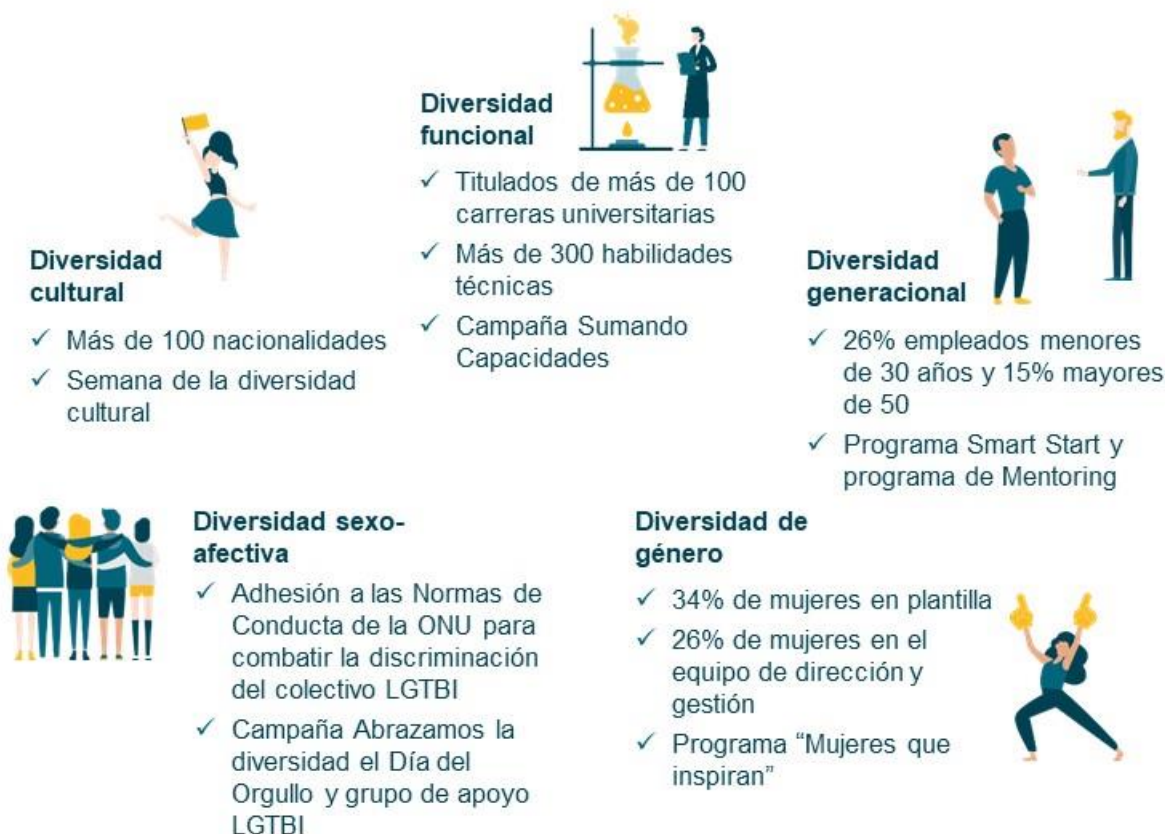 Diversidad
cultural
✓ Más de 100 nacionalidades
✓ Semana de la diversidad
cultural
Diversidad
funcional
✓ Titulados de más de 100
carreras universitarias
✓ Más de 300 habilidades
técnicas
✓ Campaña Sumando
Capacidades
Diversidad
generacional
✓ 26% empleados menores
de 30 años y 15% mayores
de 50
✓ Programa Smart Start y
programa de Mentoring
Diversidad sexo-
afectiva
✓ Adhesión a las Normas de
Conducta de la ONU para
combatir la discriminación
del colectivo LGTBI
✓ Campaña Abrazamos la
diversidad el Día del
Orgullo y grupo de apoyo
LGTBI
Diversidad de
género
✓ 34% de mujeres en plantilla
✓ 26% de mujeres en el
equipo de dirección y
gestión
✓ Programa “Mujeres que
inspiran”